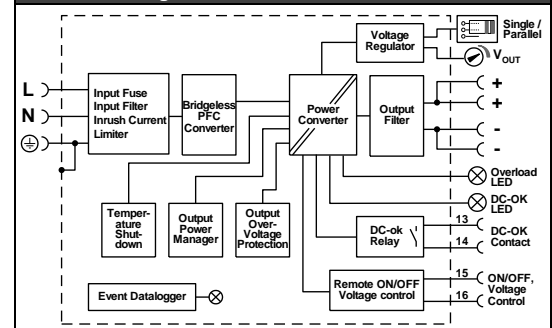 Single /
Parallel
Voltage
Regulator
VOUT
L
N
Input Fuse
Input Filter
Inrush Current
Limiter
Bridgeless
PFC
Converter
Power
Converter
Output
Filter
+
+
-
-
Overload
LED
DC-OK
LED
Temper-
ature
Shut-
down
Output
Power
Manager
Output
Over-
Voltage
Protection
DC-ok
Relay
13
14
DC-OK
Contact
Event Datalogger
Remote ON/OFF
Voltage control
15
16
ON/OFF,
Voltage
Control